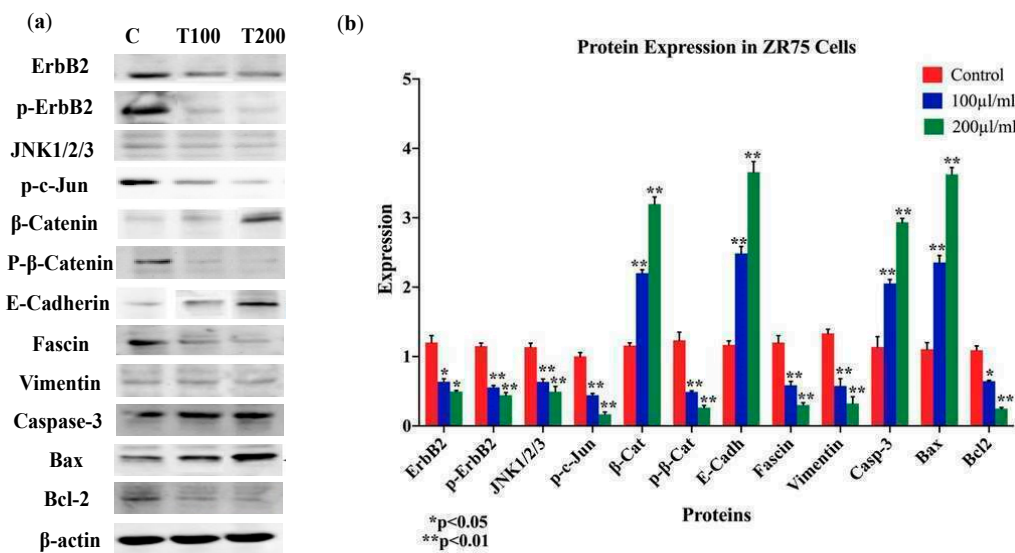 (a)
C T100 T200
ErbB2
p-ErbB2
JNK1/2/3
p-c-Jun
β-Catenin
P-β-Catenin
E-Cadherin
Fascin
Vimentin
Caspase-3
Bax
Bcl-2
β-actin
(b)
Protein Expression in ZR75 Cells
Control
100µl/ml
200µl/ml
Expression
5
4
3
2
1
0
** ** ** ** ** ** ** **
* * ** ** ** ** ** ** ** ** ** ** ** ** ** ** * **
ErbB2
p-ErbB2
JNK1/2/3
p-c-Jun
β-Cat
p-β-Cat
E-Cadh
Fascin
Vimentin
Casp-3
Bax
Bcl2
Proteins
*p<0.05
**p<0.01